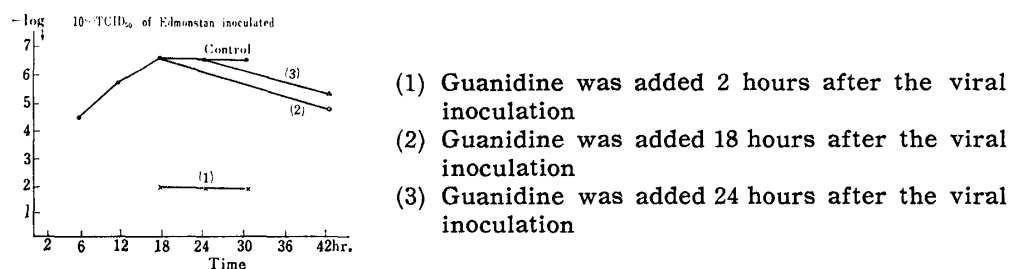 -log TCID₅₀ of Edmonstan inoculated
7
Control
6
(3)
5
(2)
4
3
2
(1)
1
2 6 12 18 24 30 36 42hr.
Time
(1) Guanidine was added 2 hours after the viral
inoculation
(2) Guanidine was added 18 hours after the viral
inoculation
(3) Guanidine was added 24 hours after the viral
inoculation